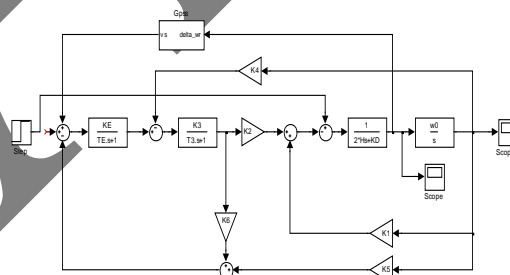 Gpss
vs delta_wr
K4
KE
TE.s+1
K3
T3.s+1
K2
1
2*Hs+KD
w0
s
Step
Scope
Scope
K6
K1
K5